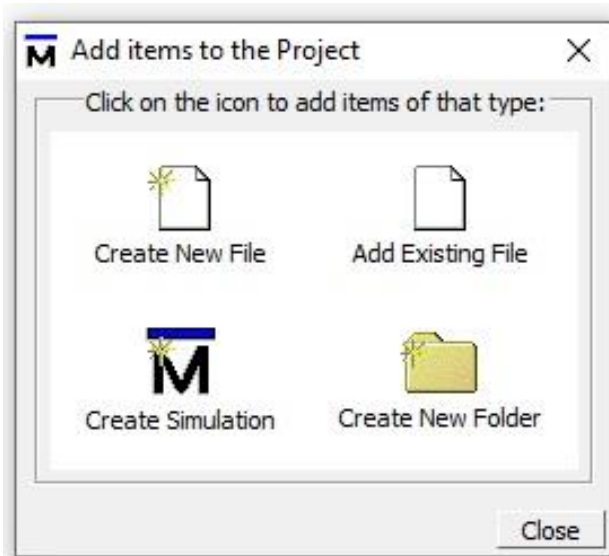 Add items to the Project
Click on the icon to add items of that type:
Create New File
Add Existing File
Create Simulation
Create New Folder
Close